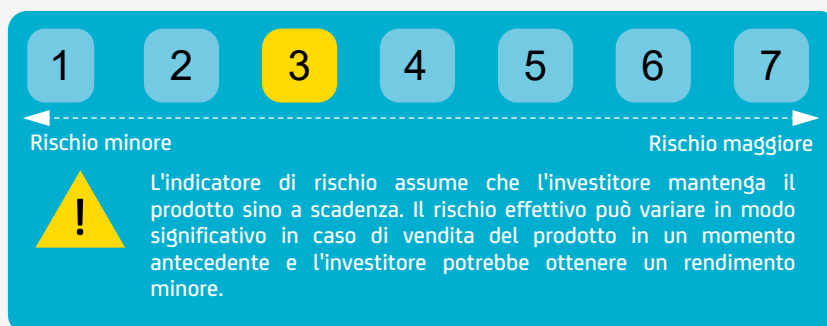 1 2 3 4 5 6 7
Rischio minore Rischio maggiore
! L'indicatore di rischio assume che l'investitore mantenga il
prodotto sino a scadenza. Il rischio effettivo può variare in modo
significativo in caso di vendita del prodotto in un momento
antecedente e l'investitore potrebbe ottenere un rendimento
minore.